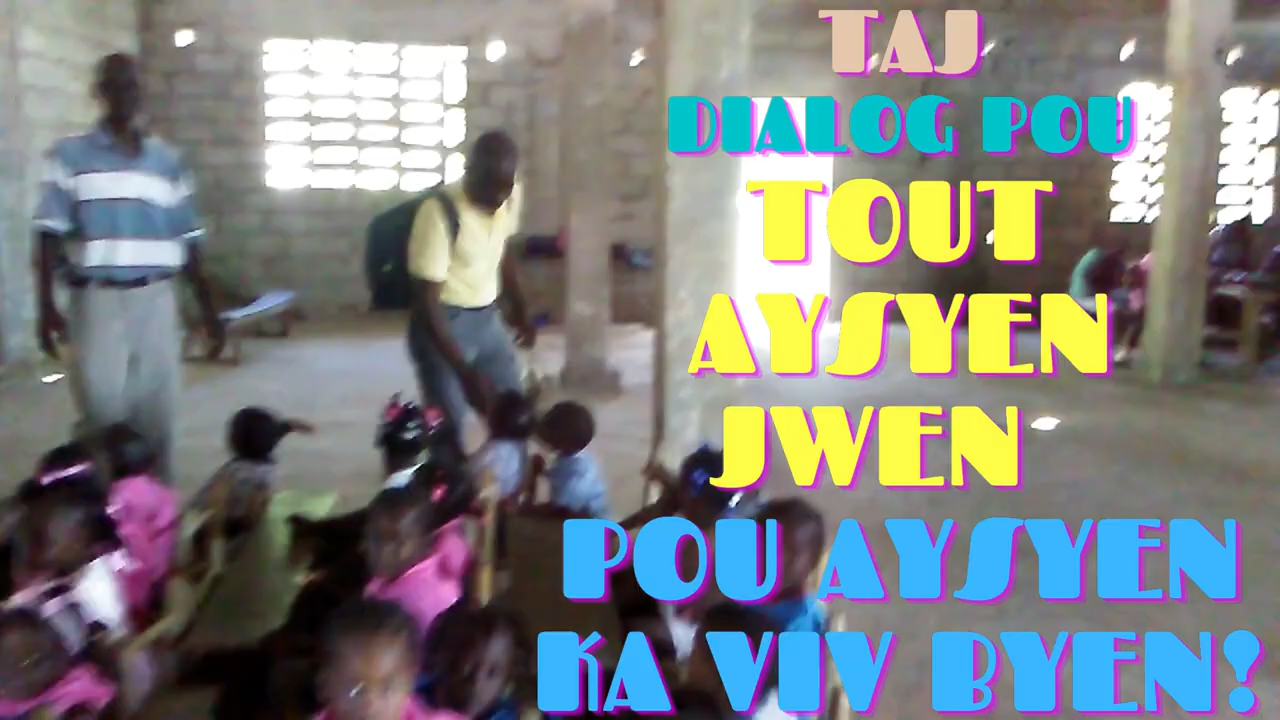 TAJ
DIALOG POU
TOUT
AYSYEN
JWEN
POU AYSYEN
KA VIV BYEN!